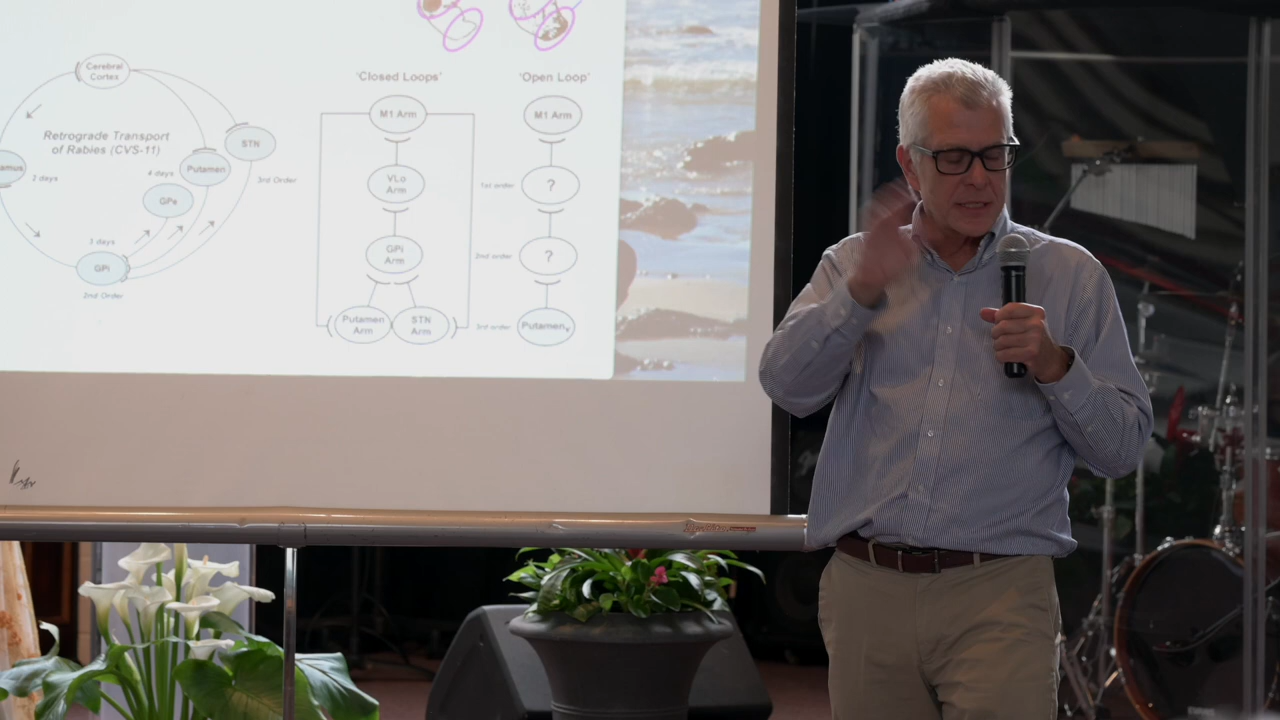 Cerebral
Cortex
Retrograde Transport
of Rabies (CVS-11)
STN
Putamen
4 days
3rd Order
amus
2 days
GPe
3 days
GPi
2nd Order
'Closed Loops'
M1 Arm
VLo
Arm
GPi
Arm
Putamen
Arm
STN
Arm
'Open Loop'
M1 Arm
1st order
?
2nd order
?
3rd order
Putamenv